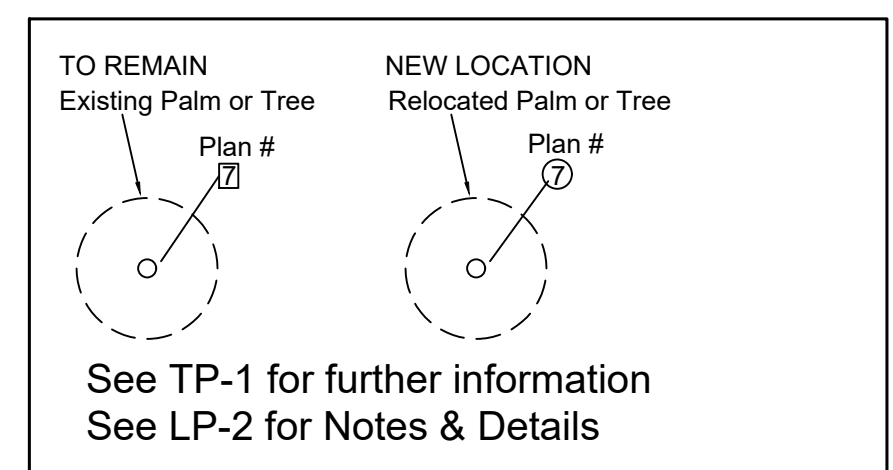 TO REMAIN
Existing Palm or Tree
Plan #
7
NEW LOCATION
Relocated Palm or Tree
Plan #
7
See TP-1 for further information
See LP-2 for Notes & Details